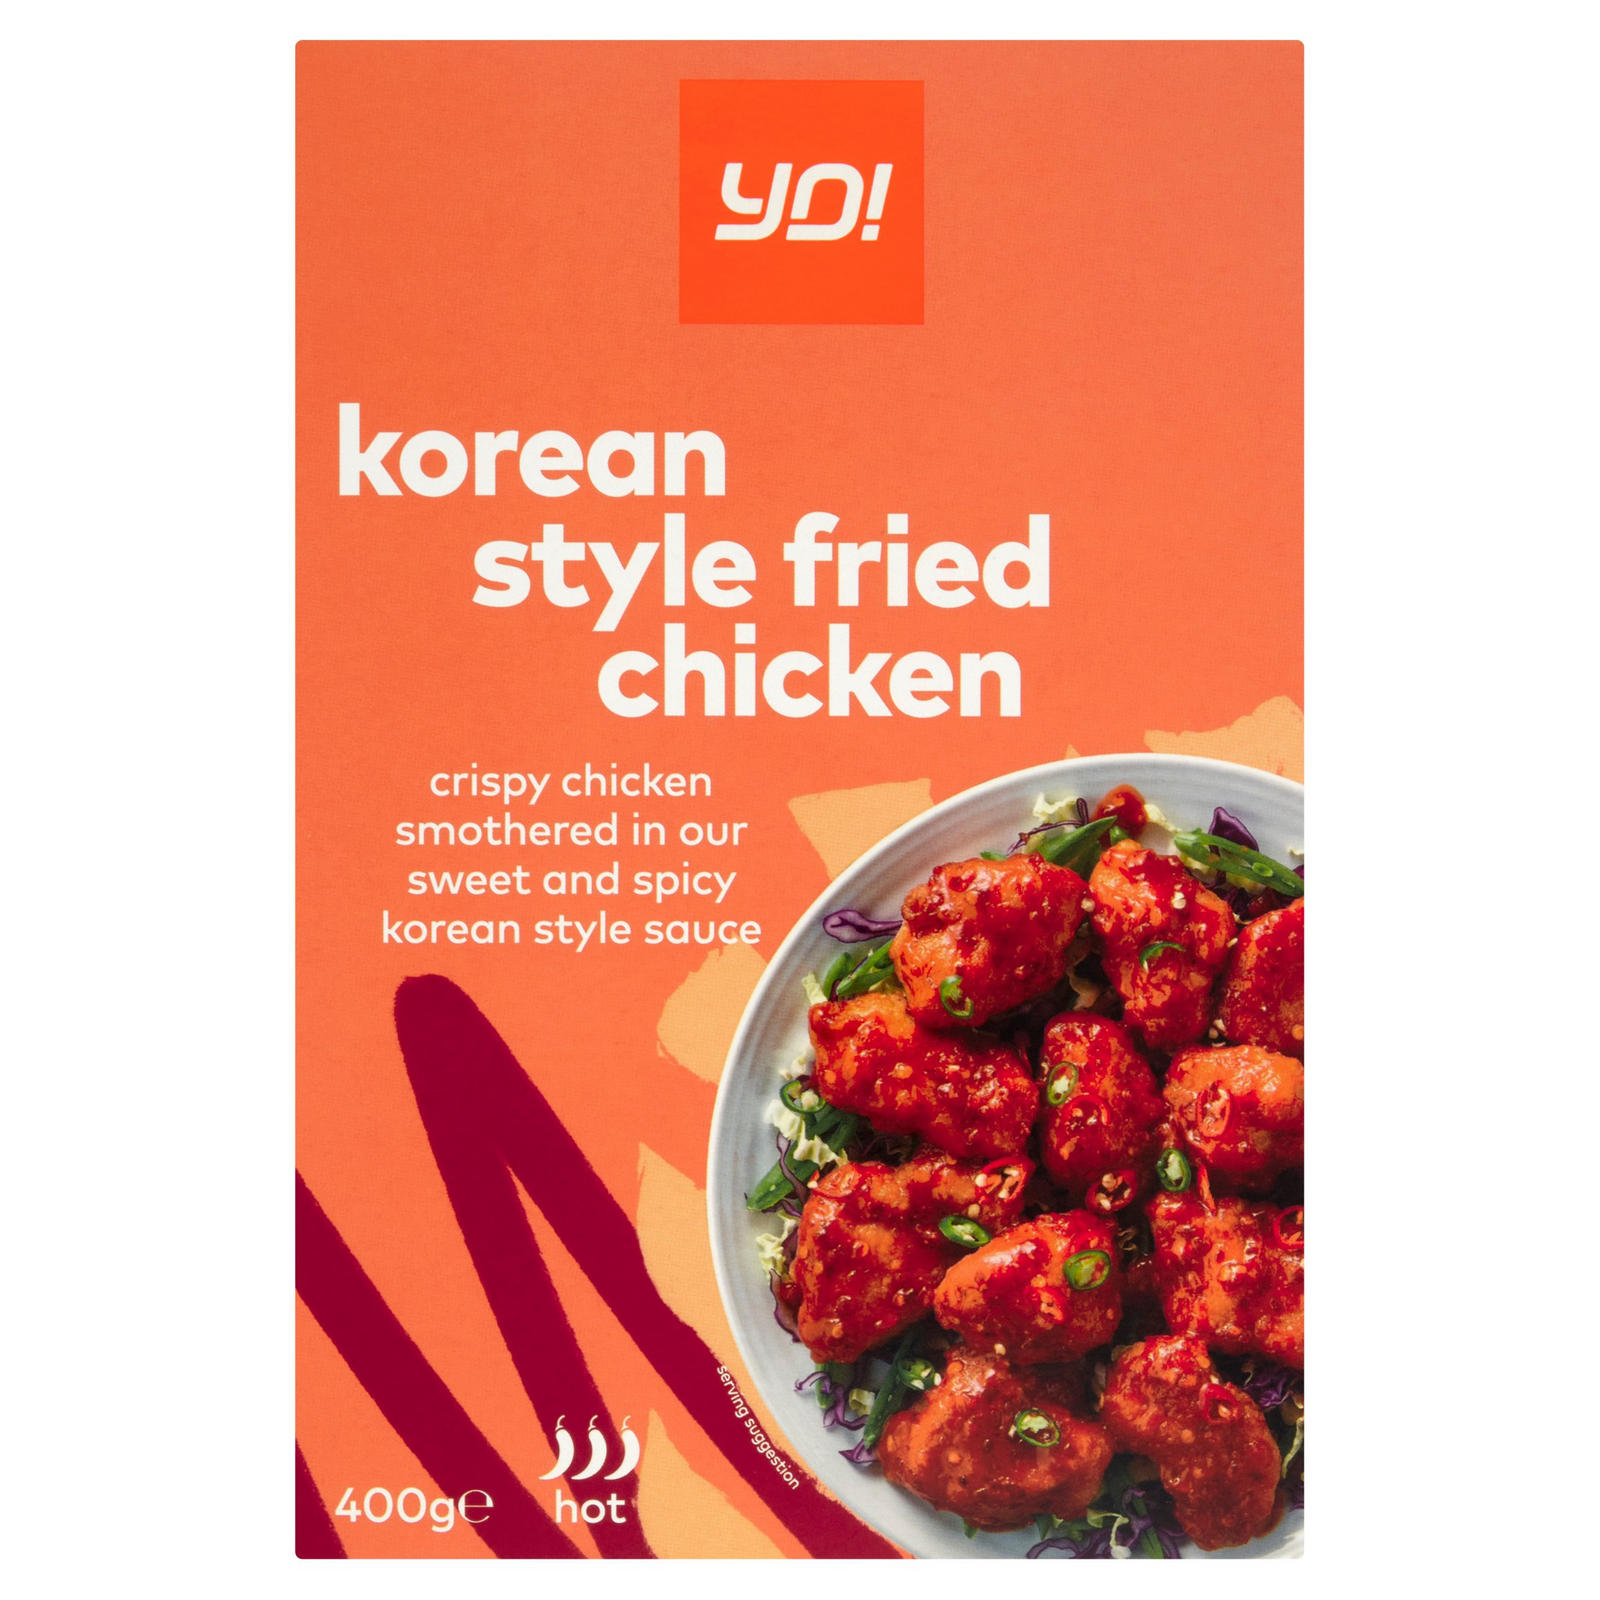 YO!
korean
style fried
chicken
crispy chicken
smothered in our
sweet and spicy
korean style sauce
serving suggestion
400g℮
hot